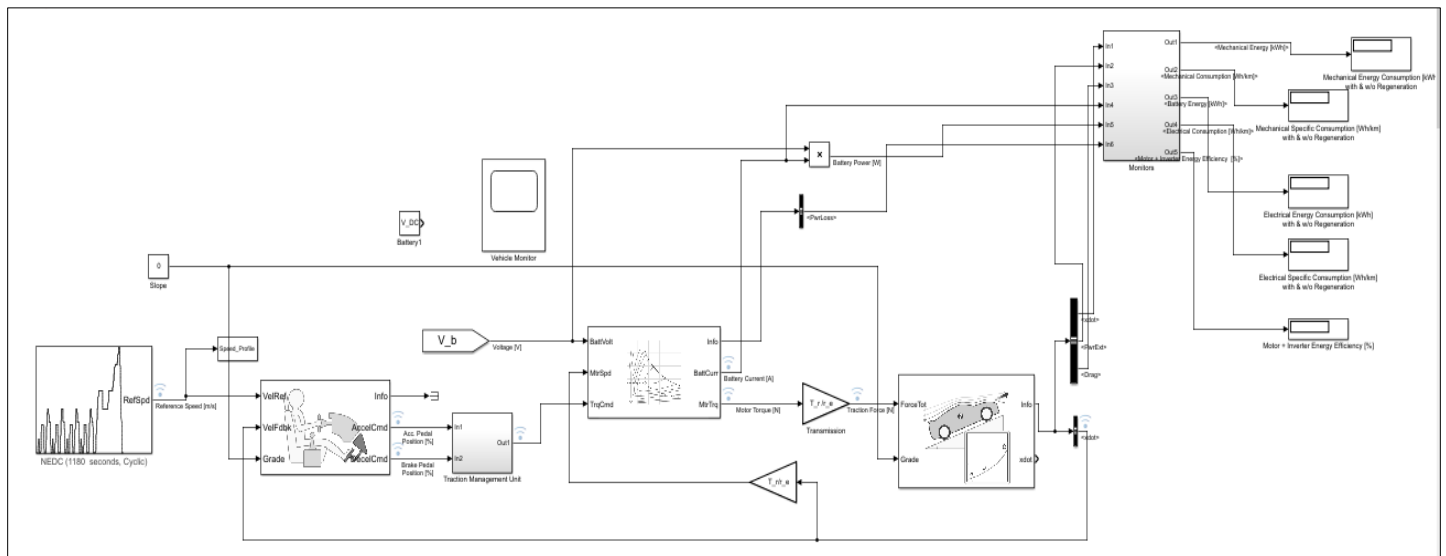 In1
In2
In3
In4
In5
In6
Out1
Out2
Out3
Out4
Out5
Monitors
<Mechanical Energy [kWh]>
<Mechanical Consumption [Wh/km]>
<Battery Energy [kWh]>
<Electrical Consumption [Wh/km]>
<Motor + Inverter Energy Efficiency [%]>
Mechanical Energy Consumption [kWh
with & w/o Regeneration
Mechanical Specific Consumption [Wh/km]
with & w/o Regeneration
Electrical Energy Consumption [kWh]
with & w/o Regeneration
Electrical Specific Consumption [Wh/km]
with & w/o Regeneration
Motor + Inverter Energy Efficiency [%]
×
Battery Power [W]
<PwrLoss>
V_DC
Battery1
Vehicle Monitor
0
Slope
V_b
Voltage [V]
BattVolt
MtrSpd
TrqCmd
Info
BattCurr
MtrTrq
Battery Current [A]
Motor Torque [N]
T_r/r_e
Transmission
Traction Force [N]
ForceTot
Grade
Info
xdot
<xdot>
<PwrExt>
<Drag>
<xdot>
Speed_Profile
RefSpd
Reference Speed [m/s]
NEDC (1180 seconds, Cyclic)
VelRef
VelFdbk
Grade
Info
AccelCmd
DecelCmd
Acc. Pedal
Position [%]
Brake Pedal
Position [%]
In1
In2
Out1
Traction Management Unit
T_r/r_e